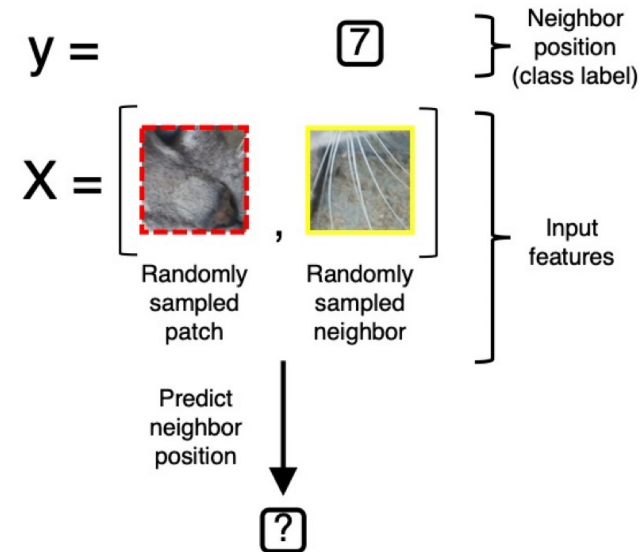 y =
7
Neighbor
position
(class label)
X =
,
Input
features
Randomly
sampled
patch
Randomly
sampled
neighbor
Predict
neighbor
position
?